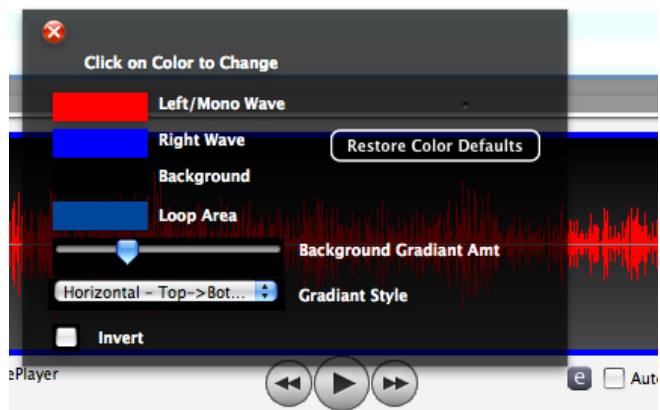 Click on Color to Change
Left/Mono Wave
Right Wave
Restore Color Defaults
Background
Loop Area
Background Gradiant Amt
Horizontal - Top->Bot...
Gradiant Style
Invert
ePlayer
e
Auto